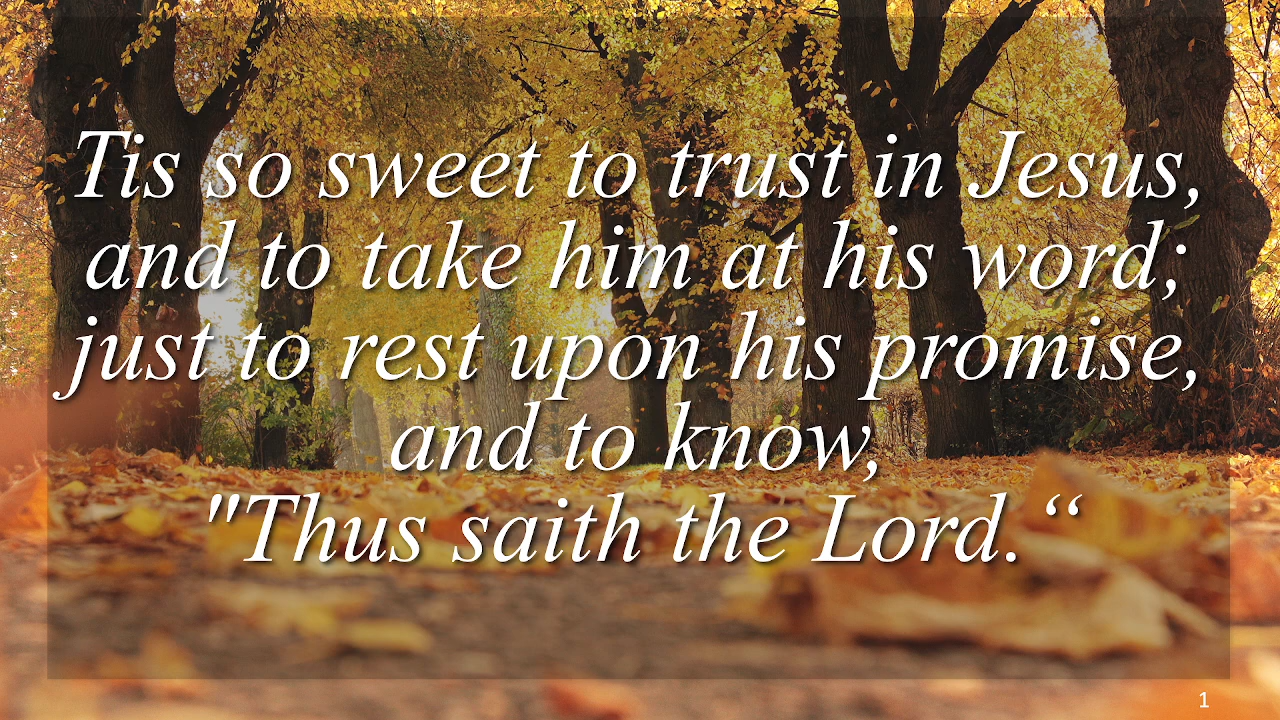 Tis so sweet to trust in Jesus,
and to take him at his word;
just to rest upon his promise,
and to know,
"Thus saith the Lord.“
1